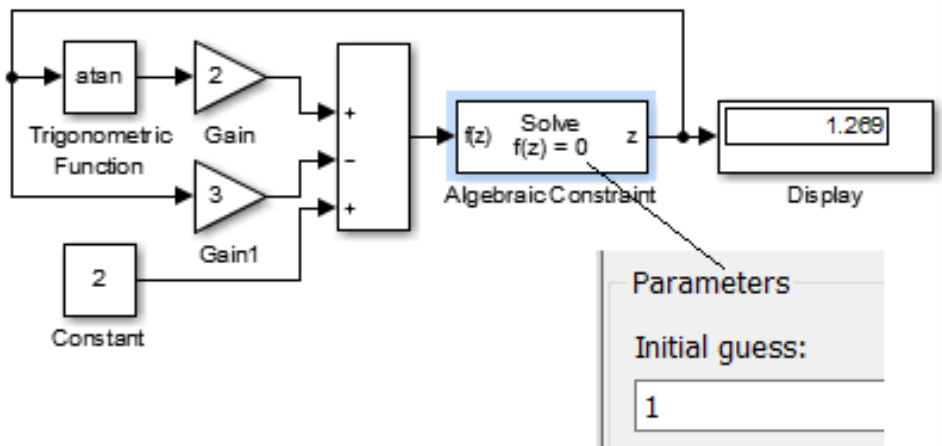 atan
Trigonometric
Function
2
Gain
3
Gain1
2
Constant
+
−
+
f(z)
Solve
f(z) = 0
z
Algebraic Constraint
1.269
Display
Parameters
Initial guess:
1